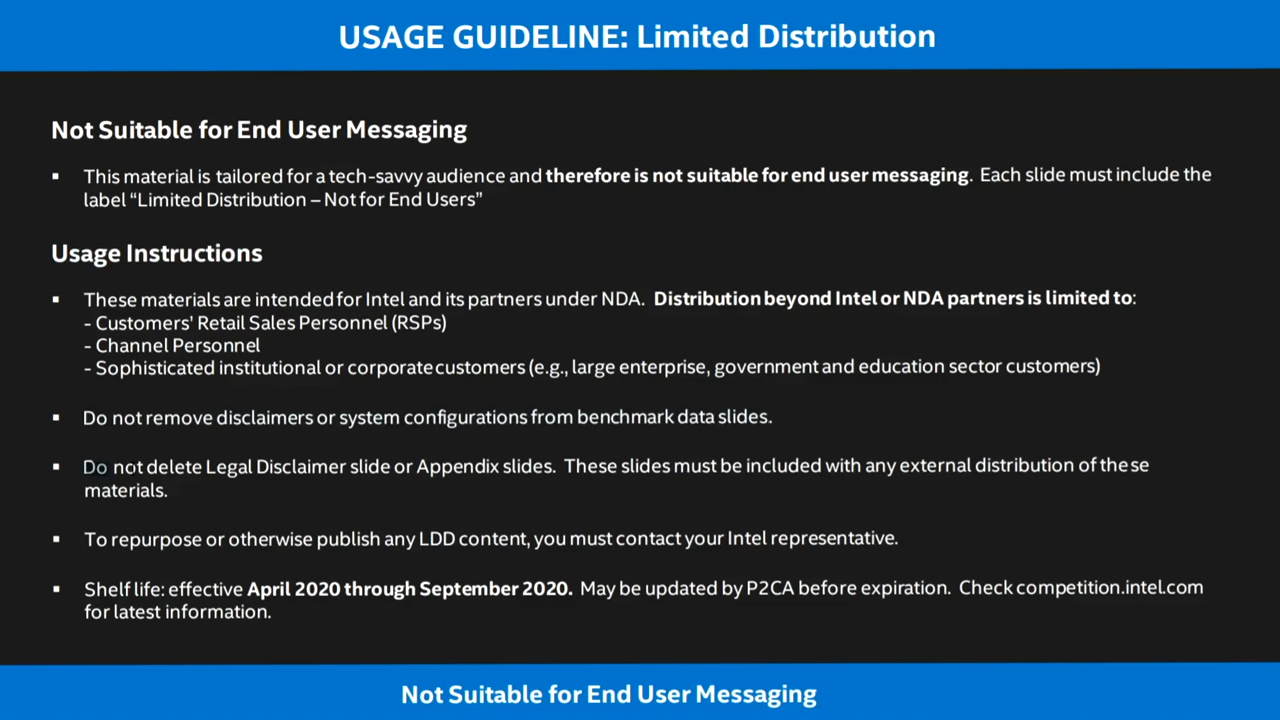 USAGE GUIDELINE: Limited Distribution
Not Suitable for End User Messaging
▪ This material is tailored for a tech-savvy audience and therefore is not suitable for end user messaging. Each slide must include the
label “Limited Distribution – Not for End Users”
Usage Instructions
▪ These materials are intended for Intel and its partners under NDA. Distribution beyond Intel or NDA partners is limited to:
- Customers' Retail Sales Personnel (RSPs)
- Channel Personnel
- Sophisticated institutional or corporate customers (e.g., large enterprise, government and education sector customers)
▪ Do not remove disclaimers or system configurations from benchmark data slides.
▪ Do not delete Legal Disclaimer slide or Appendix slides. These slides must be included with any external distribution of these
materials.
▪ To repurpose or otherwise publish any LDD content, you must contact your Intel representative.
▪ Shelf life: effective April 2020 through September 2020. May be updated by P2CA before expiration. Check competition.intel.com
for latest information.
Not Suitable for End User Messaging